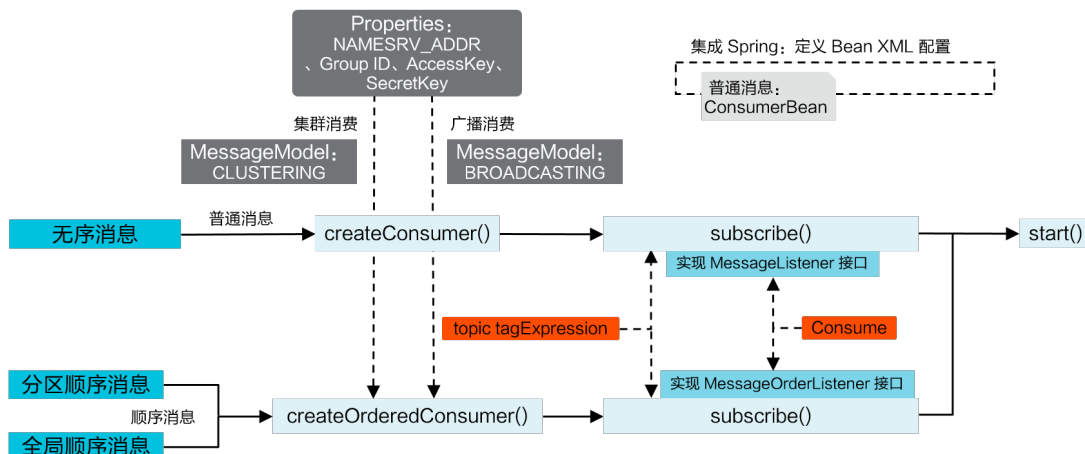 Properties：
NAMESRV_ADDR
、Group ID、AccessKey、
SecretKey
集成 Spring：定义 Bean XML 配置
普通消息：
ConsumerBean
集群消费
广播消费
MessageModel：
CLUSTERING
MessageModel：
BROADCASTING
无序消息
普通消息
createConsumer()
subscribe()
start()
实现 MessageListener 接口
topic tagExpression
Consume
实现 MessageOrderListener 接口
分区顺序消息
顺序消息
createOrderedConsumer()
subscribe()
全局顺序消息